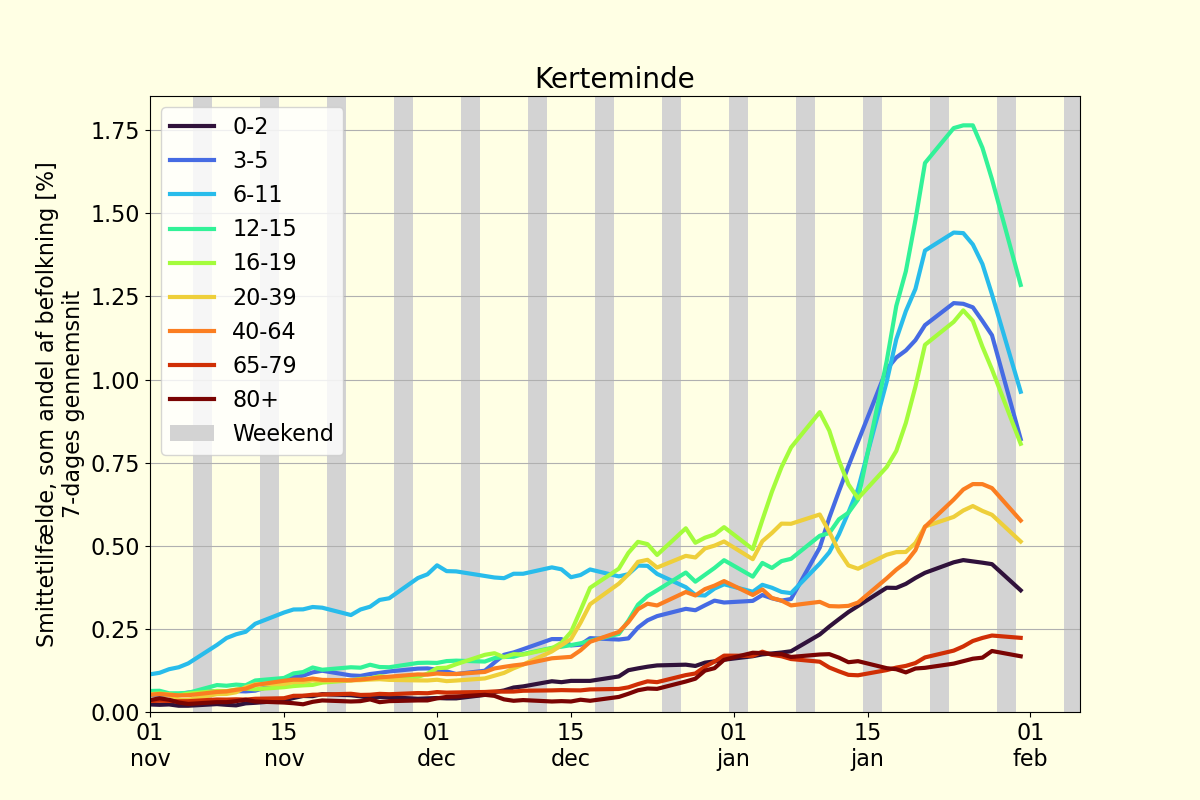 Kerteminde
Smittetilfælde, som andel af befolkning [%]
7-dages gennemsnit
1.75
1.50
1.25
1.00
0.75
0.50
0.25
0.00
0-2
3-5
6-11
12-15
16-19
20-39
40-64
65-79
80+
Weekend
01 15 01 15 01 15 01
nov nov dec dec jan jan feb